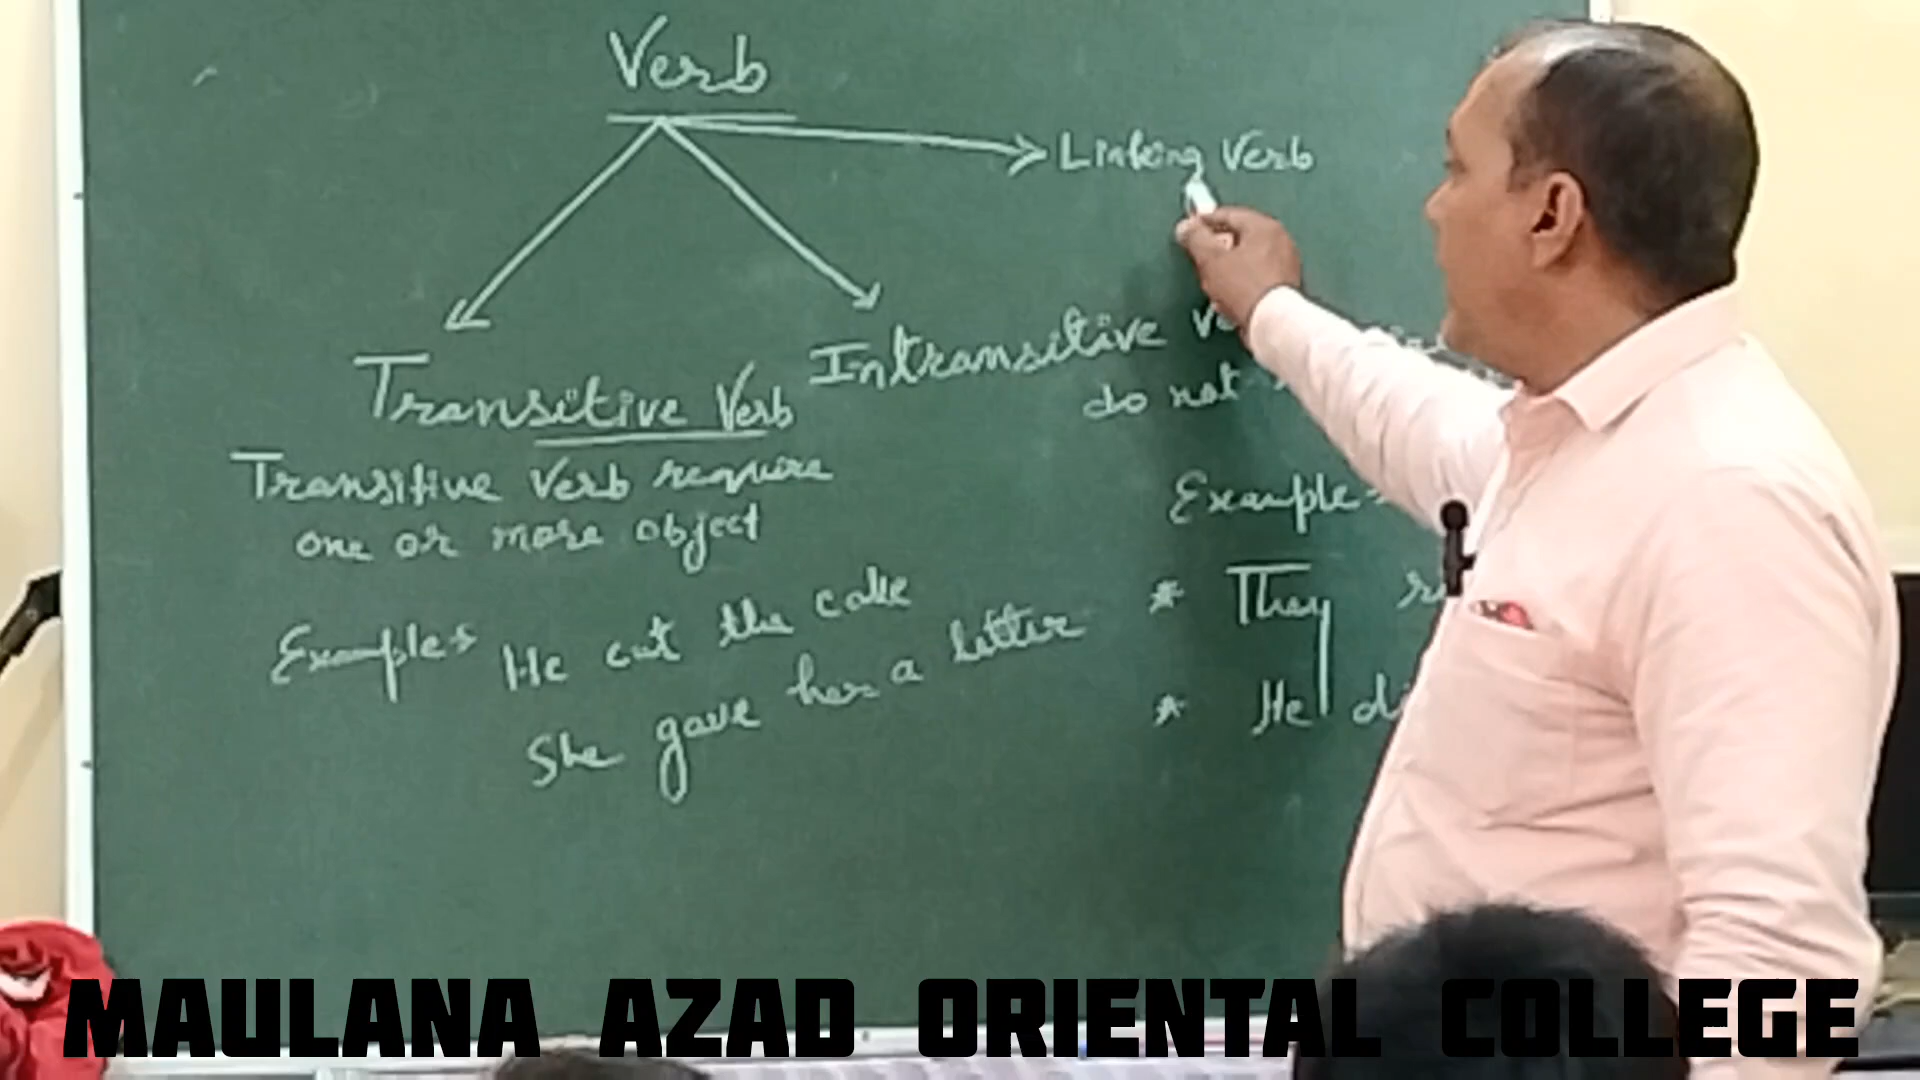 Verb
Linking Verb
Transitive Verb
Intransitive
do not
Transitive Verb require
one or more object
Example
He cut the cake
She gave her a letter
Example
* They
* He
MAULANA AZAD ORIENTAL COLLEGE